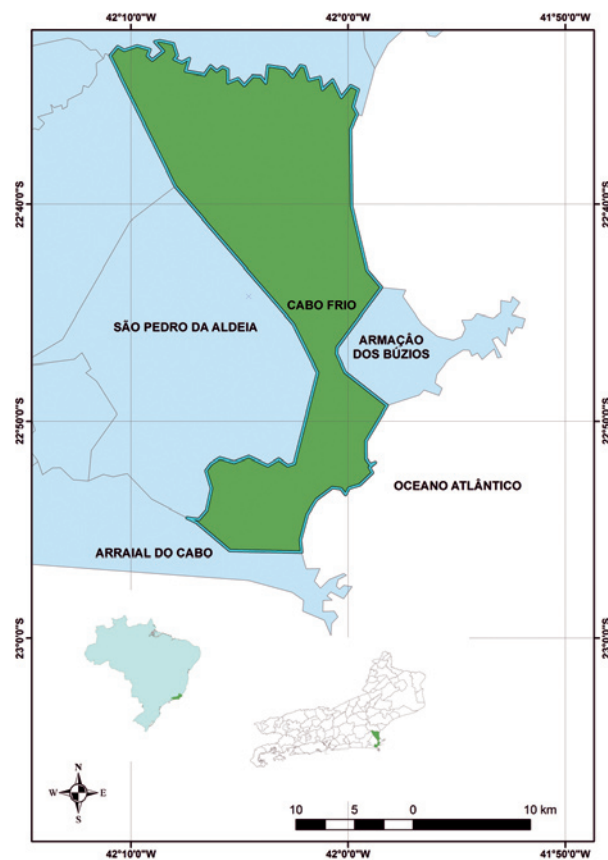 42°10'0"W 42°0'0"W 41°50'0"W
22°40'0"S 22°40'0"S
CABO FRIO
SÃO PEDRO DA ALDEIA
ARMAÇÃO
DOS BÚZIOS
22°50'0"S 22°50'0"S
OCEANO ATLÂNTICO
ARRAIAL DO CABO
23°0'0"S 23°0'0"S
N
W E
S
10 5 0 10 km
42°10'0"W 42°0'0"W 41°50'0"W